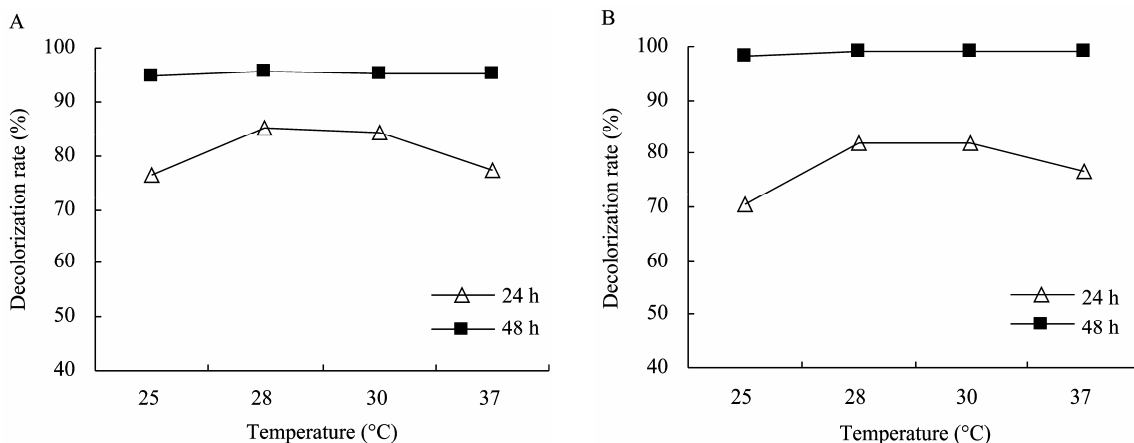 A
Decolorization rate (%)
100
90
80
70
60
50
40
24 h
48 h
25 28 30 37
Temperature (°C)
B
Decolorization rate (%)
100
90
80
70
60
50
40
24 h
48 h
25 28 30 37
Temperature (°C)